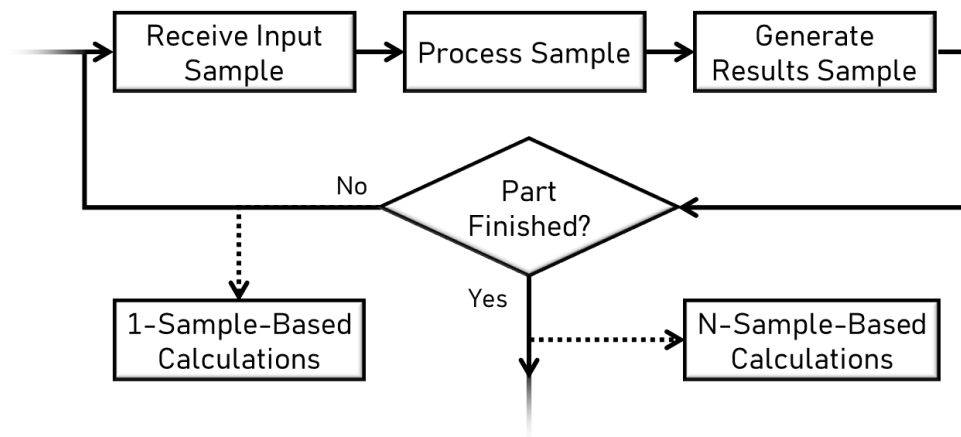 Receive Input
Sample
Process Sample
Generate
Results Sample
No
Part
Finished?
Yes
1-Sample-Based
Calculations
N-Sample-Based
Calculations